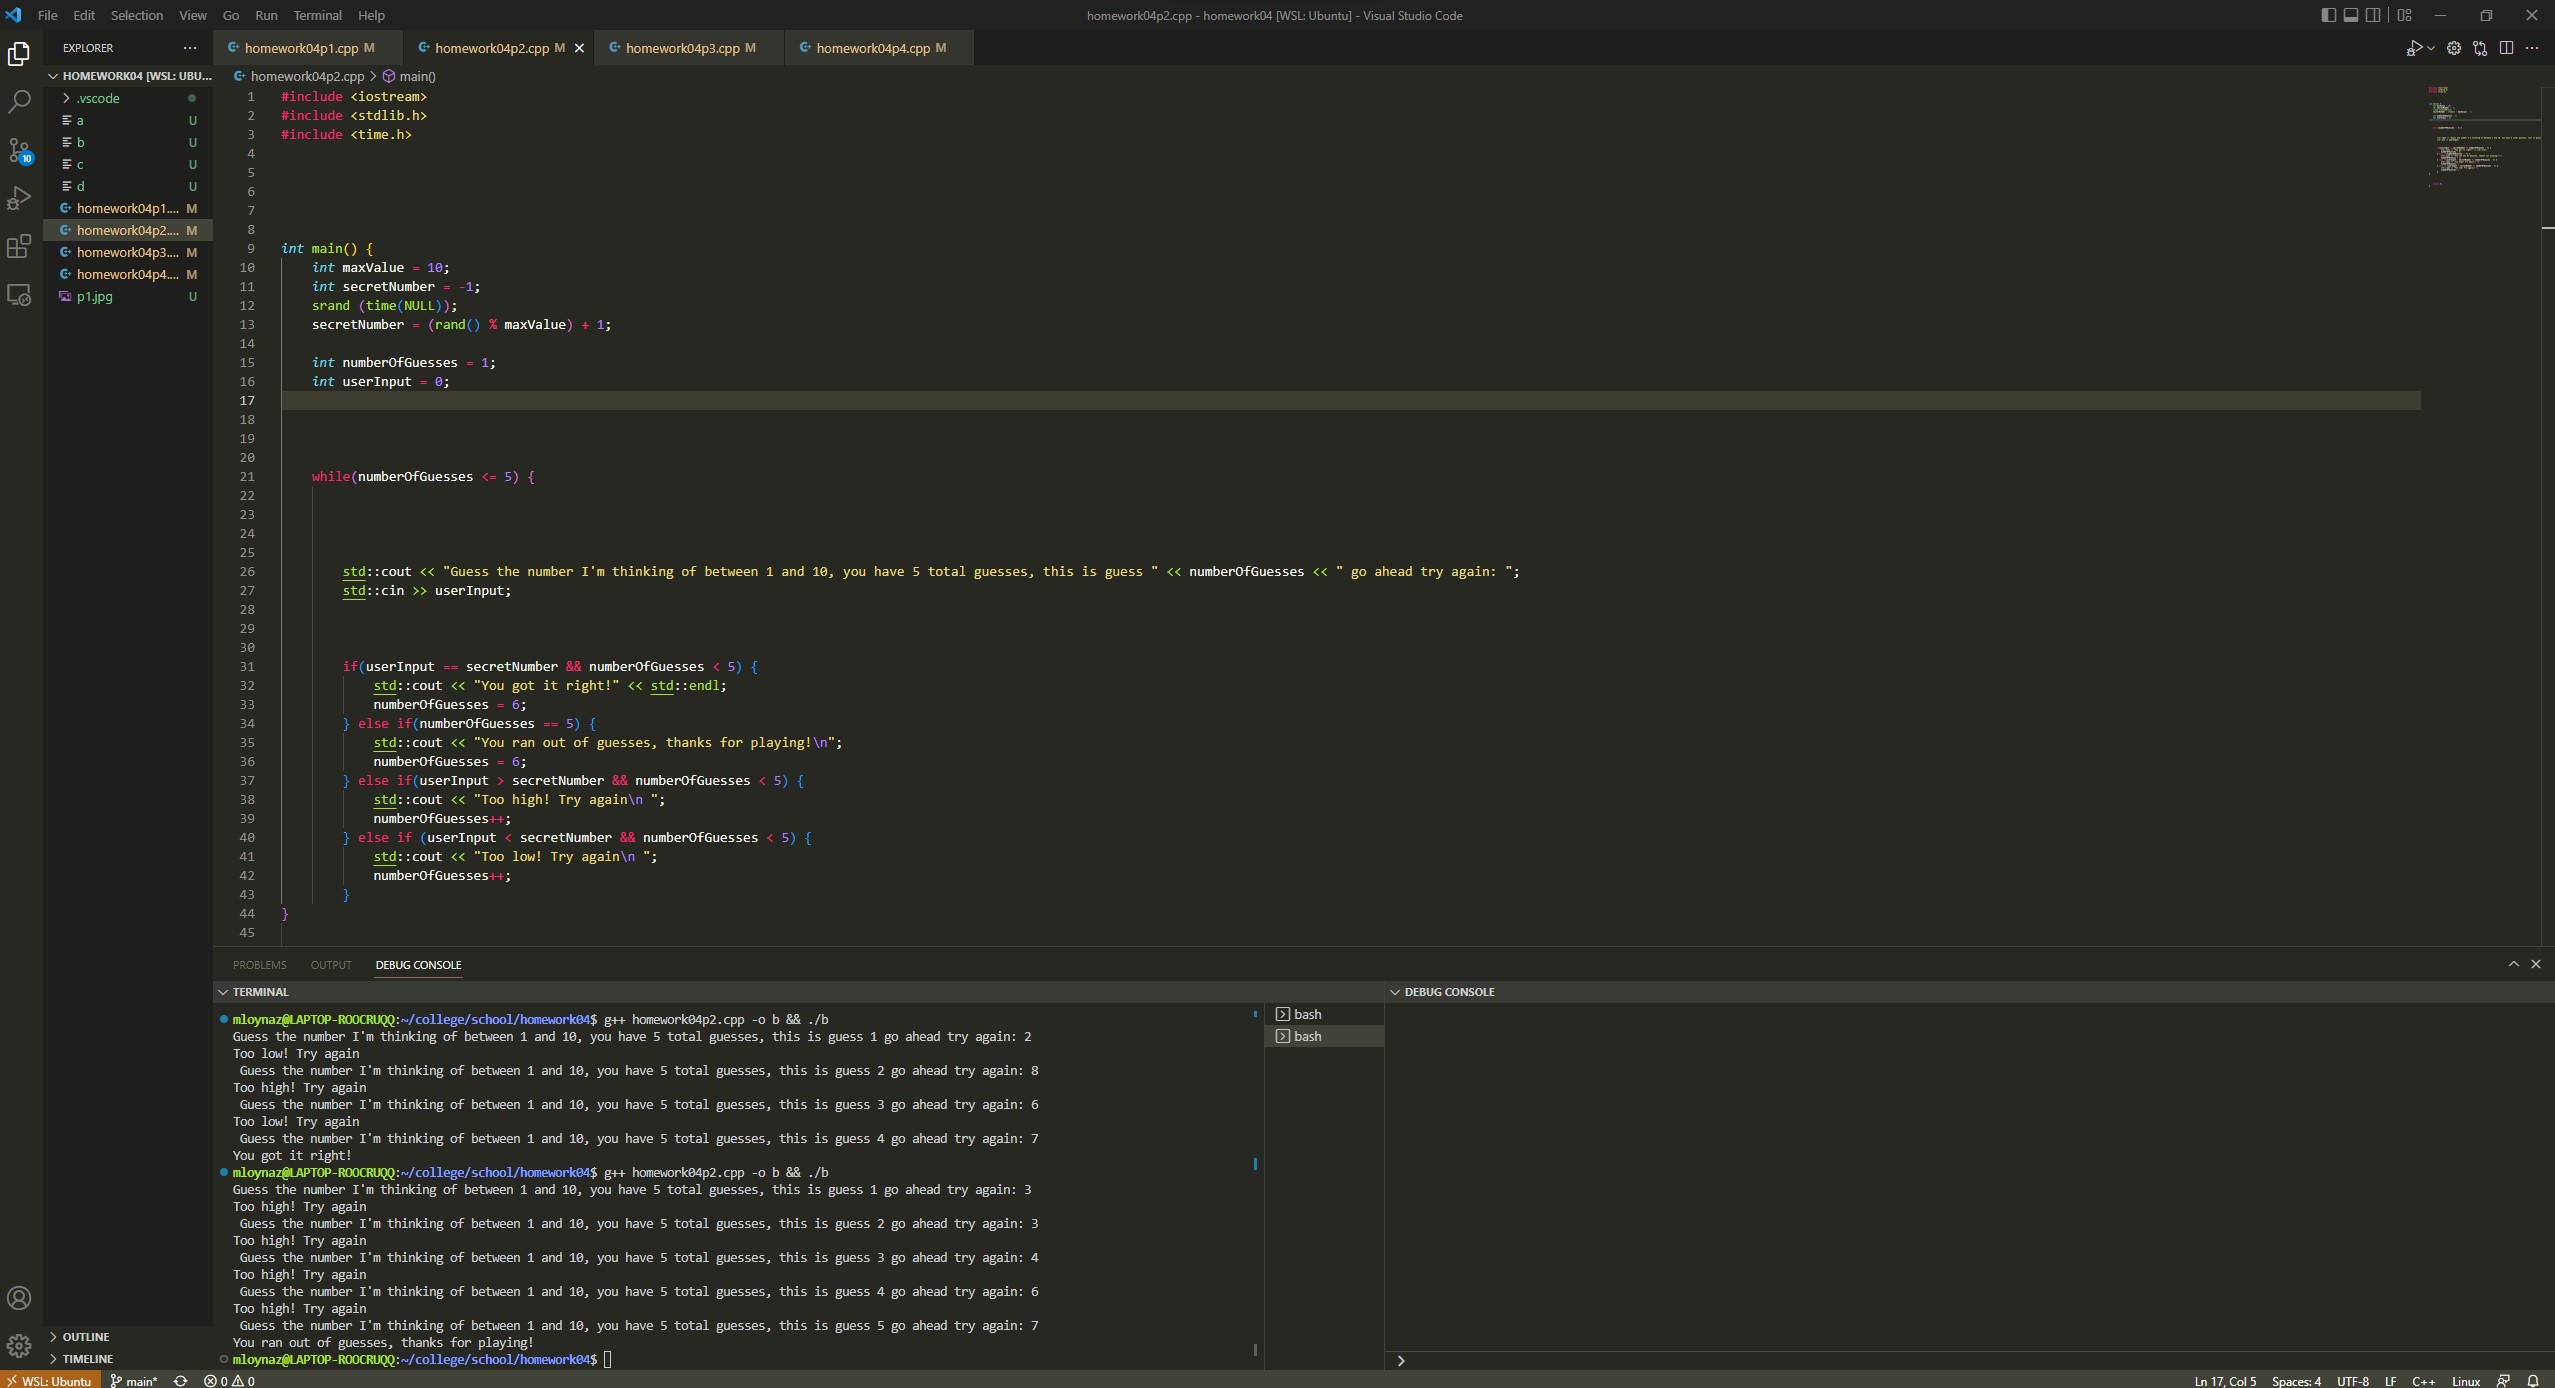 File Edit Selection View Go Run Terminal Help
homework04p2.cpp - homework04 [WSL: Ubuntu] - Visual Studio Code
EXPLORER
HOMEWORK04 [WSL: UBU...
.vscode
a U
b U
c U
d U
homework04p1.... M
homework04p2.... M
homework04p3.... M
homework04p4.... M
p1.jpg U
10
OUTLINE
TIMELINE
homework04p1.cpp M
homework04p2.cpp M
homework04p3.cpp M
homework04p4.cpp M
homework04p2.cpp > main()
1 #include <iostream>
2 #include <stdlib.h>
3 #include <time.h>
4
5
6
7
8
9 int main() {
10 int maxValue = 10;
11 int secretNumber = -1;
12 srand (time(NULL));
13 secretNumber = (rand() % maxValue) + 1;
14
15 int numberOfGuesses = 1;
16 int userInput = 0;
17
18
19
20
21 while(numberOfGuesses <= 5) {
22
23
24
25
26 std::cout << "Guess the number I'm thinking of between 1 and 10, you have 5 total guesses, this is guess " << numberOfGuesses << " go ahead try again: ";
27 std::cin >> userInput;
28
29
30
31 if(userInput == secretNumber && numberOfGuesses < 5) {
32 std::cout << "You got it right!" << std::endl;
33 numberOfGuesses = 6;
34 } else if(numberOfGuesses == 5) {
35 std::cout << "You ran out of guesses, thanks for playing!\n";
36 numberOfGuesses = 6;
37 } else if(userInput > secretNumber && numberOfGuesses < 5) {
38 std::cout << "Too high! Try again\n ";
39 numberOfGuesses++;
40 } else if (userInput < secretNumber && numberOfGuesses < 5) {
41 std::cout << "Too low! Try again\n ";
42 numberOfGuesses++;
43 }
44 }
45
PROBLEMS OUTPUT DEBUG CONSOLE
TERMINAL
mloynaz@LAPTOP-ROOCRUQQ:~/college/school/homework04$ g++ homework04p2.cpp -o b && ./b
Guess the number I'm thinking of between 1 and 10, you have 5 total guesses, this is guess 1 go ahead try again: 2
Too low! Try again
Guess the number I'm thinking of between 1 and 10, you have 5 total guesses, this is guess 2 go ahead try again: 8
Too high! Try again
Guess the number I'm thinking of between 1 and 10, you have 5 total guesses, this is guess 3 go ahead try again: 6
Too low! Try again
Guess the number I'm thinking of between 1 and 10, you have 5 total guesses, this is guess 4 go ahead try again: 7
You got it right!
mloynaz@LAPTOP-ROOCRUQQ:~/college/school/homework04$ g++ homework04p2.cpp -o b && ./b
Guess the number I'm thinking of between 1 and 10, you have 5 total guesses, this is guess 1 go ahead try again: 3
Too high! Try again
Guess the number I'm thinking of between 1 and 10, you have 5 total guesses, this is guess 2 go ahead try again: 3
Too high! Try again
Guess the number I'm thinking of between 1 and 10, you have 5 total guesses, this is guess 3 go ahead try again: 4
Too high! Try again
Guess the number I'm thinking of between 1 and 10, you have 5 total guesses, this is guess 4 go ahead try again: 6
Too high! Try again
Guess the number I'm thinking of between 1 and 10, you have 5 total guesses, this is guess 5 go ahead try again: 7
You ran out of guesses, thanks for playing!
mloynaz@LAPTOP-ROOCRUQQ:~/college/school/homework04$
bash
bash
DEBUG CONSOLE
WSL: Ubuntu main* 0 0
Ln 17, Col 5 Spaces: 4 UTF-8 LF C++ Linux